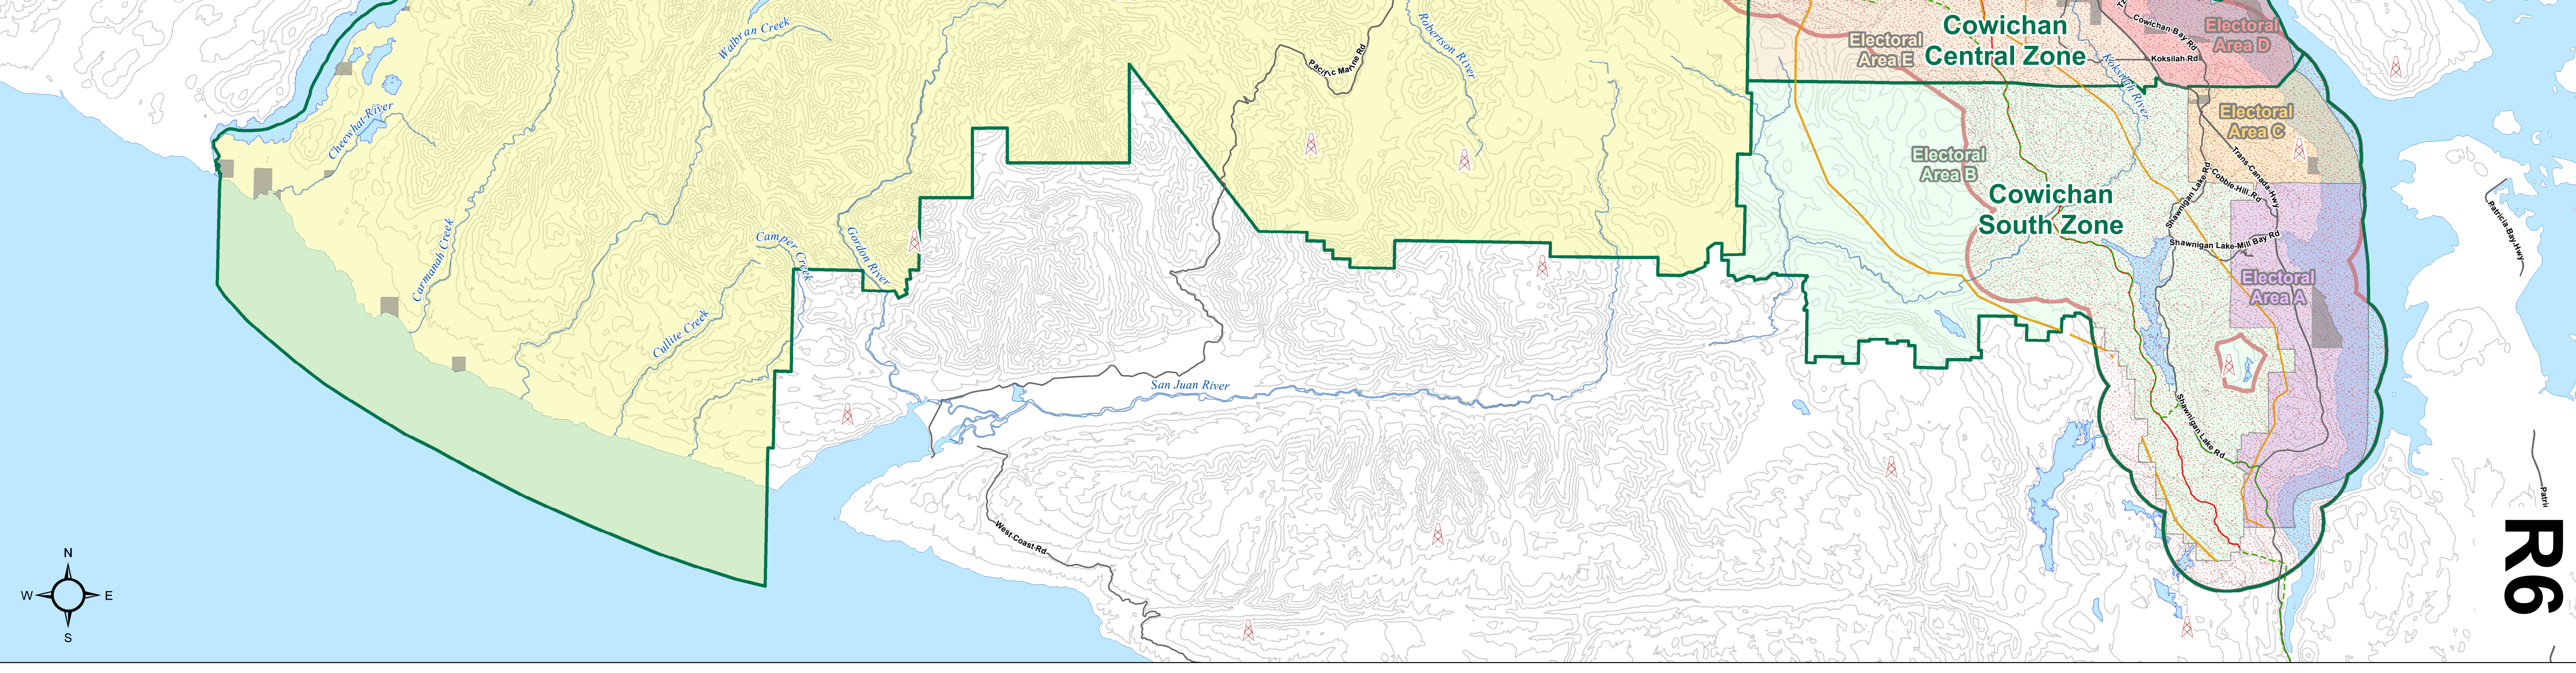 Cowichan
Central Zone
Electoral
Area D
Electoral
Area E
Cowichan Bay Rd
Koksilah Rd
Koksilah River
Walbran Creek
Robertson River
Pacific Marine Rd
Cheewhat River
Electoral
Area C
Electoral
Area B
Cowichan
South Zone
Trans-Canada-Hwy
Cobble-Hill-Rd
Shawnigan Lake-Rd
Shawnigan Lake-Mill Bay Rd
Patricia-Bay-Hwy
Carmanah Creek
Camper Creek
Gordon River
Electoral
Area A
Cullite Creek
San Juan River
Shawnigan Lake-Rd
West-Coast-Rd
Patri
R6
N
W
E
S